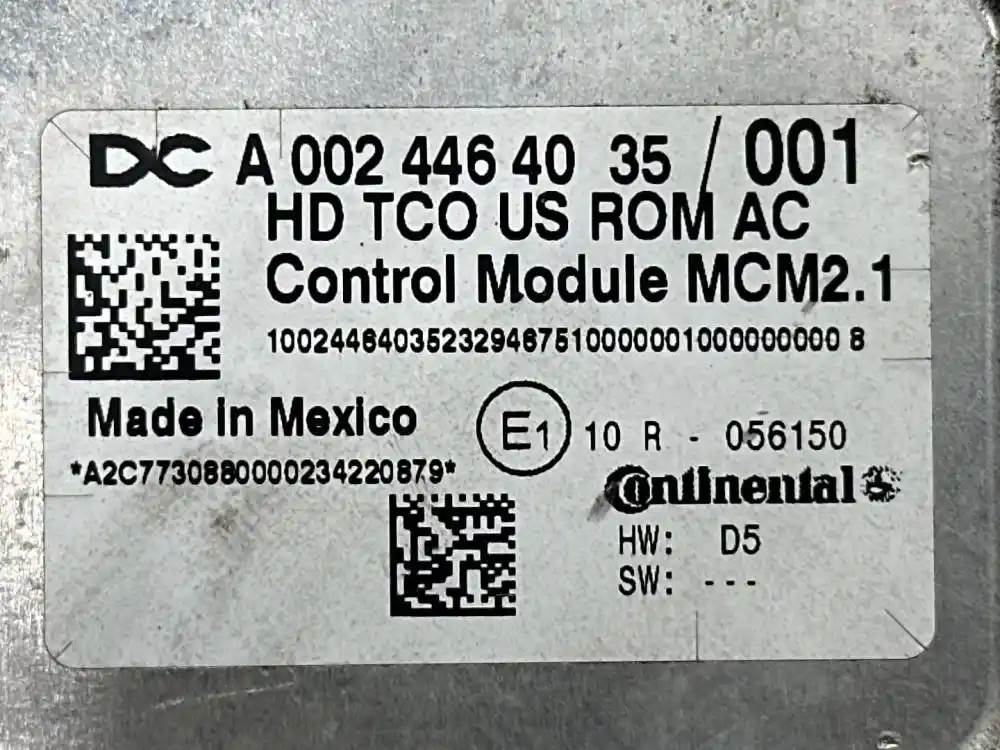 DC A 002 446 40 35 / 001
HD TCO US ROM AC
Control Module MCM2.1
10024464035232946751000000100000000 8
Made in Mexico
E1 10 R - 056150
*A2C7730880000234220879*
Continental
HW: D5
SW: ---